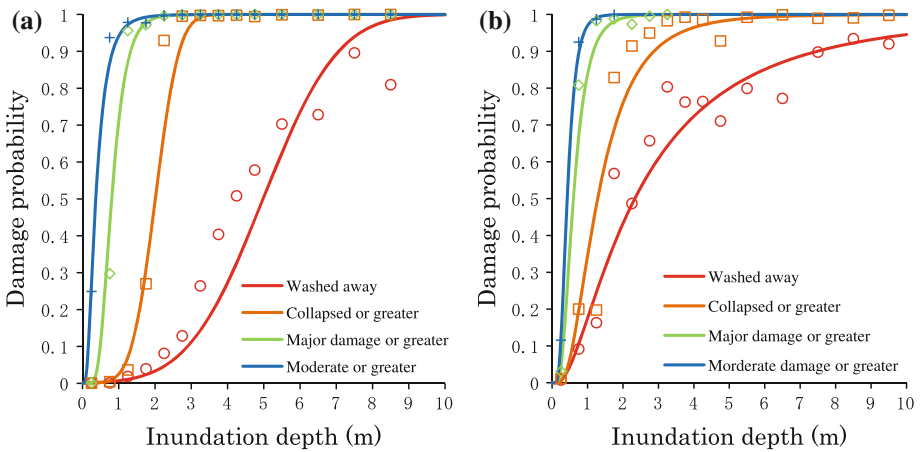 (a)
Damage probability
1
0.9
0.8
0.7
0.6
0.5
0.4
0.3
0.2
0.1
0
0 1 2 3 4 5 6 7 8 9 10
Inundation depth (m)
Washed away
Collapsed or greater
Major damage or greater
Moderate or greater
(b)
Damage probability
1
0.9
0.8
0.7
0.6
0.5
0.4
0.3
0.2
0.1
0
0 1 2 3 4 5 6 7 8 9 10
Inundation depth (m)
Washed away
Collapsed or greater
Major damage or greater
Morderate damage or greater